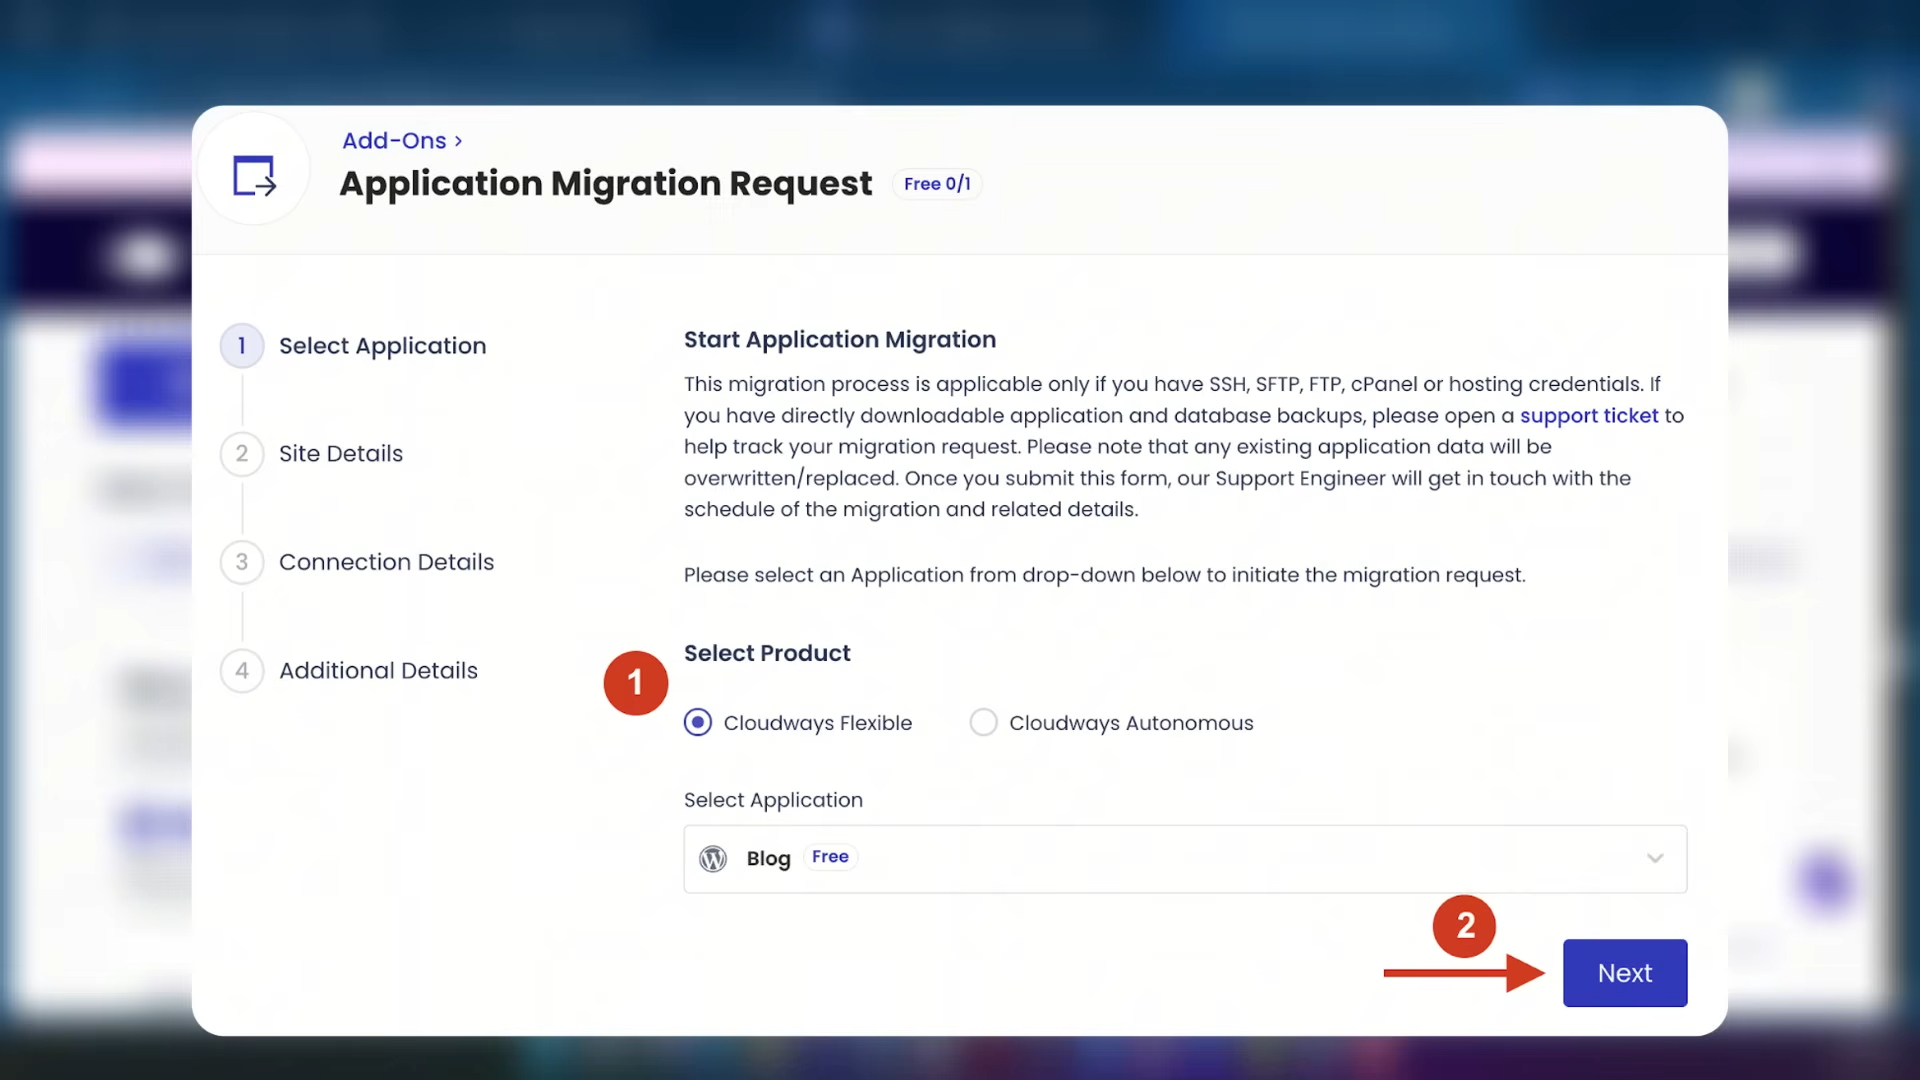 Add-Ons >
Application Migration Request Free 0/1
1 Select Application
2 Site Details
3 Connection Details
4 Additional Details
Start Application Migration
This migration process is applicable only if you have SSH, SFTP, FTP, cPanel or hosting credentials. If
you have directly downloadable application and database backups, please open a support ticket to
help track your migration request. Please note that any existing application data will be
overwritten/replaced. Once you submit this form, our Support Engineer will get in touch with the
schedule of the migration and related details.
Please select an Application from drop-down below to initiate the migration request.
1
Select Product
Cloudways Flexible Cloudways Autonomous
Select Application
Blog Free
2
Next